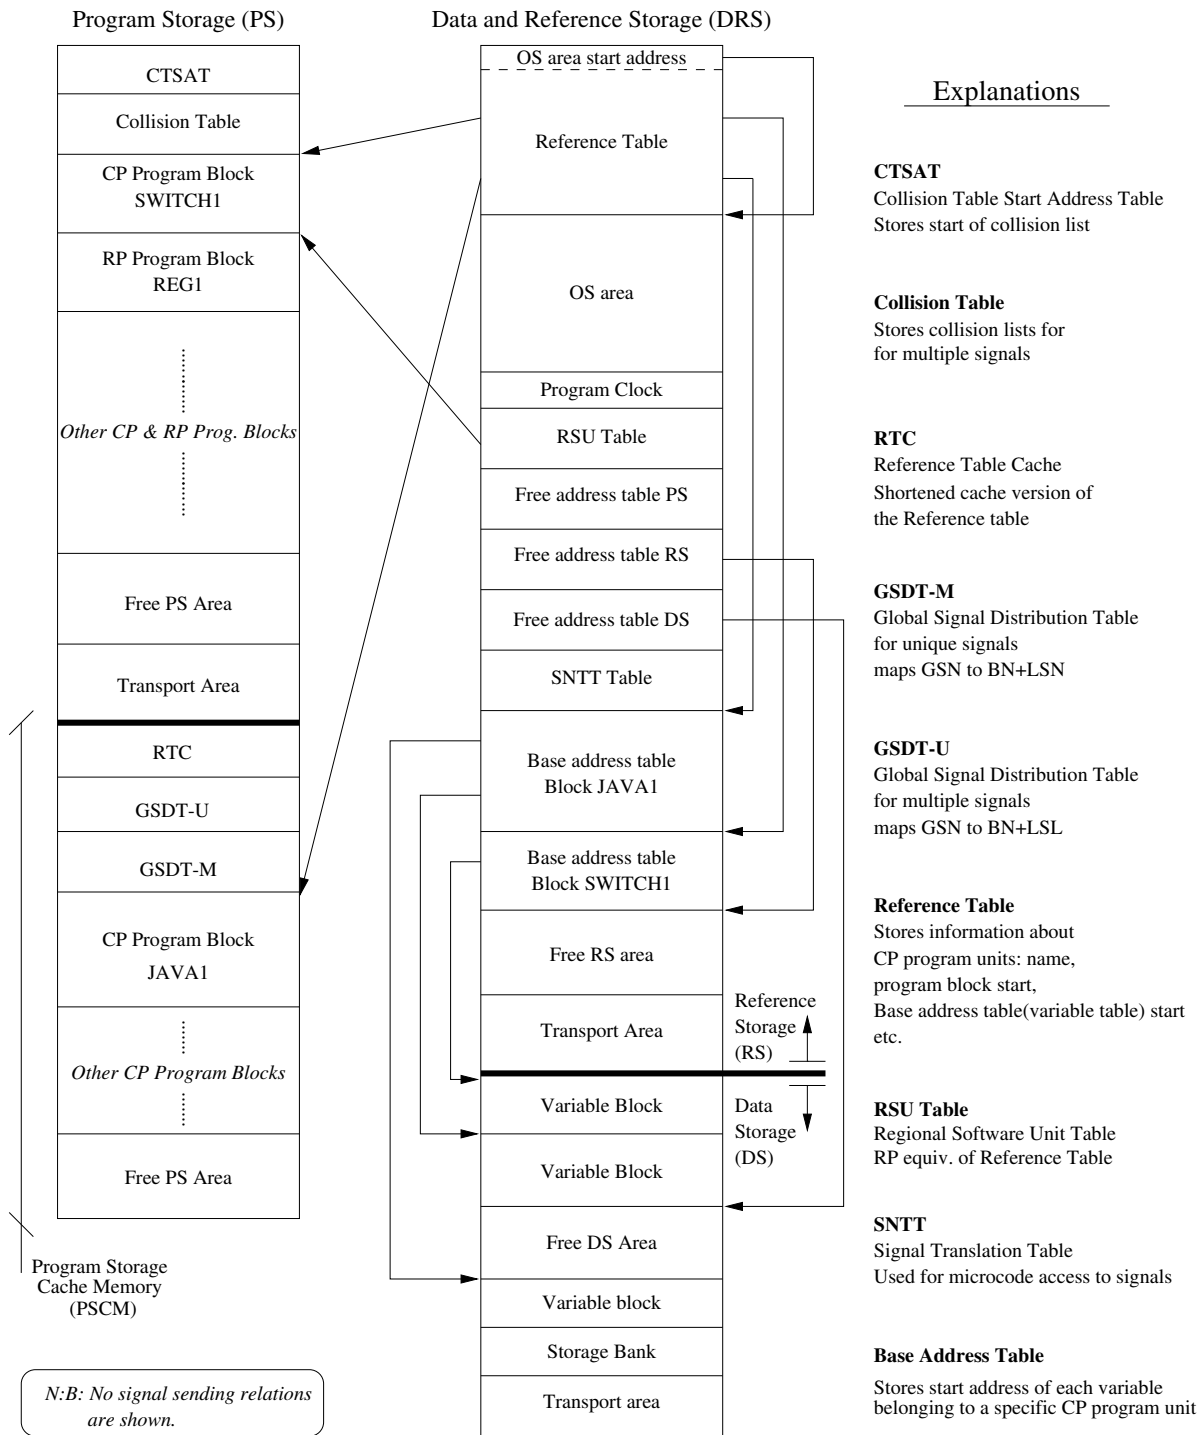 Program Storage (PS)
CTSAT
Collision Table
CP Program Block
SWITCH1
RP Program Block
REG1
Other CP & RP Prog. Blocks
Free PS Area
Transport Area
RTC
GSDT-U
GSDT-M
CP Program Block
JAVA1
Other CP Program Blocks
Free PS Area
Program Storage
Cache Memory
(PSCM)
N:B: No signal sending relations
are shown.
Data and Reference Storage (DRS)
OS area start address
Reference Table
OS area
Program Clock
RSU Table
Free address table PS
Free address table RS
Free address table DS
SNTT Table
Base address table
Block JAVA1
Base address table
Block SWITCH1
Free RS area
Transport Area
Reference
Storage
(RS)
Data
Storage
(DS)
Variable Block
Variable Block
Free DS Area
Variable block
Storage Bank
Transport area
Explanations
CTSAT
Collision Table Start Address Table
Stores start of collision list
Collision Table
Stores collision lists for
for multiple signals
RTC
Reference Table Cache
Shortened cache version of
the Reference table
GSDT-M
Global Signal Distribution Table
for unique signals
maps GSN to BN+LSN
GSDT-U
Global Signal Distribution Table
for multiple signals
maps GSN to BN+LSL
Reference Table
Stores information about
CP program units: name,
program block start,
Base address table(variable table) start
etc.
RSU Table
Regional Software Unit Table
RP equiv. of Reference Table
SNTT
Signal Translation Table
Used for microcode access to signals
Base Address Table
Stores start address of each variable
belonging to a specific CP program unit